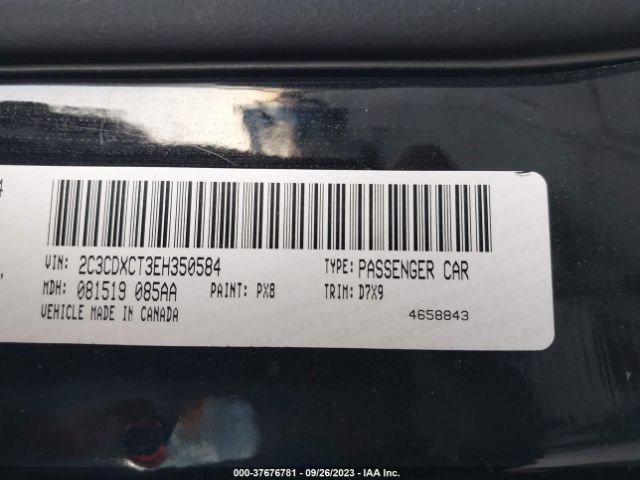 4
VIN: 2C3CDXCT3EH350584 TYPE: PASSENGER CAR
MDH: 081519 085AA PAINT: PX8 TRIM: D7X9
VEHICLE MADE IN CANADA 4658843
000-37676781 - 09/26/2023 - IAA Inc.